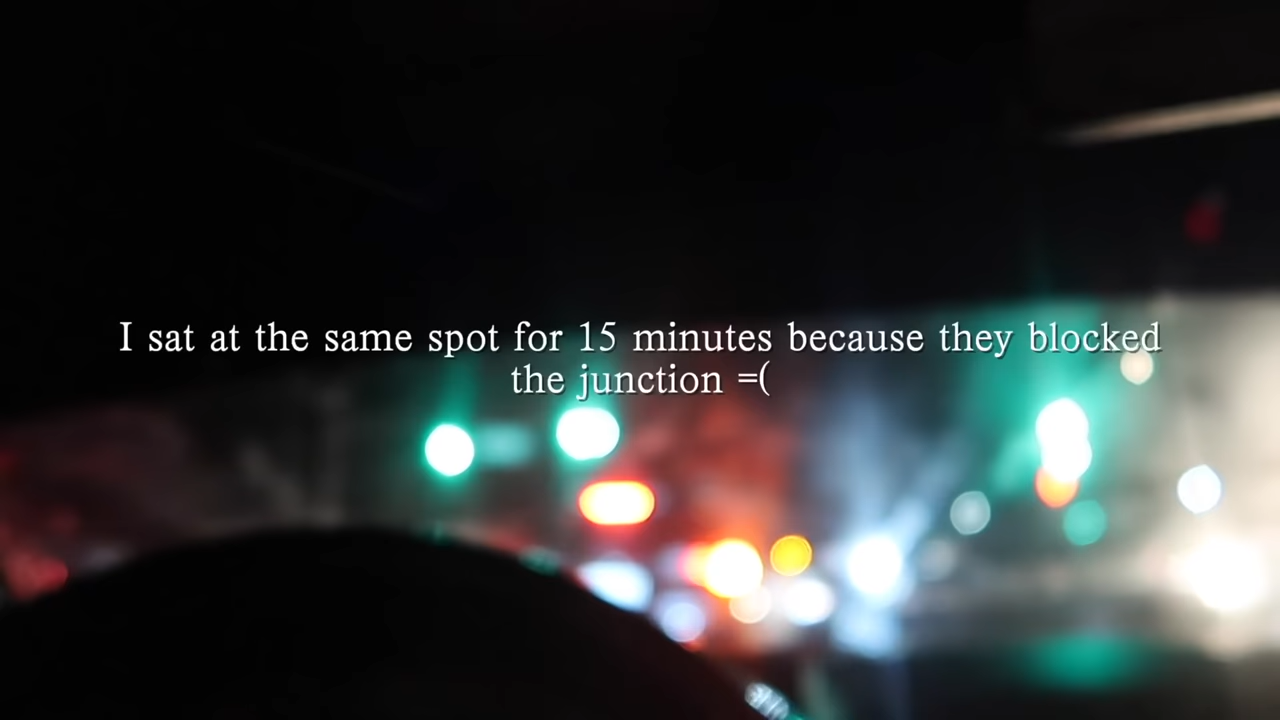 I sat at the same spot for 15 minutes because they blocked
the junction =(